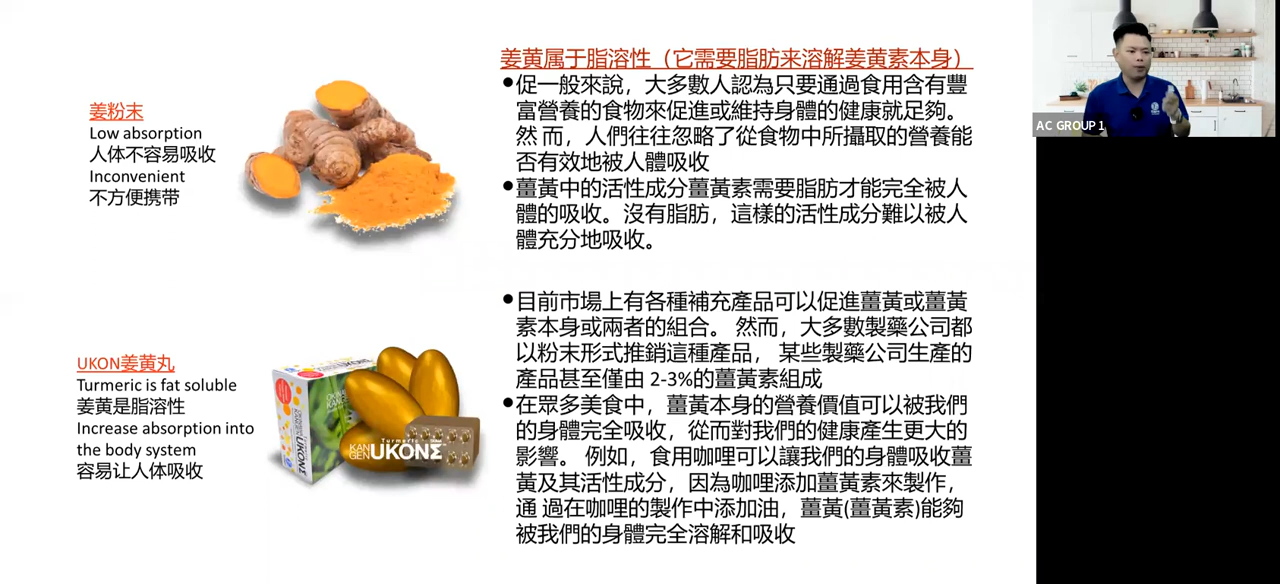 姜粉末
Low absorption
人体不容易吸收
Inconvenient
不方便携带
姜黄属于脂溶性（它需要脂肪来溶解姜黄素本身）
•促一般來說，大多數人認為只要通過食用含有豐
富營養的食物來促進或維持身體的健康就足夠。
然 而，人們往往忽略了從食物中所攝取的營養能
否有效地被人體吸收
•薑黃中的活性成分薑黃素需要脂肪才能完全被人
體的吸收。沒有脂肪，這樣的活性成分難以被人
體充分地吸收。
UKON姜黄丸
Turmeric is fat soluble
姜黄是脂溶性
Increase absorption into
the body system
容易让人体吸收
Turmeric
KANGEN UKONΣ
•目前市場上有各種補充產品可以促進薑黃或薑黃
素本身或兩者的組合。 然而，大多數製藥公司都
以粉末形式推銷這種產品， 某些製藥公司生產的
產品甚至僅由 2-3%的薑黃素組成
•在眾多美食中，薑黃本身的營養價值可以被我們
的身體完全吸收，從而對我們的健康產生更大的
影響。 例如，食用咖哩可以讓我們的身體吸收薑
黃及其活性成分，因為咖哩添加薑黃素來製作，
通 過在咖哩的製作中添加油，薑黃(薑黃素)能夠
被我們的身體完全溶解和吸收
AC GROUP 1